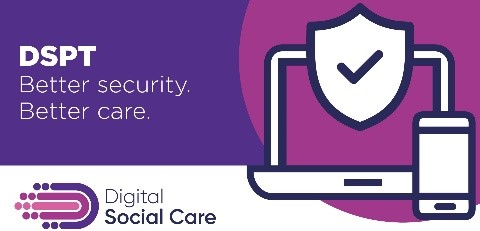 DSPT
Better security.
Better care.
Digital
Social Care